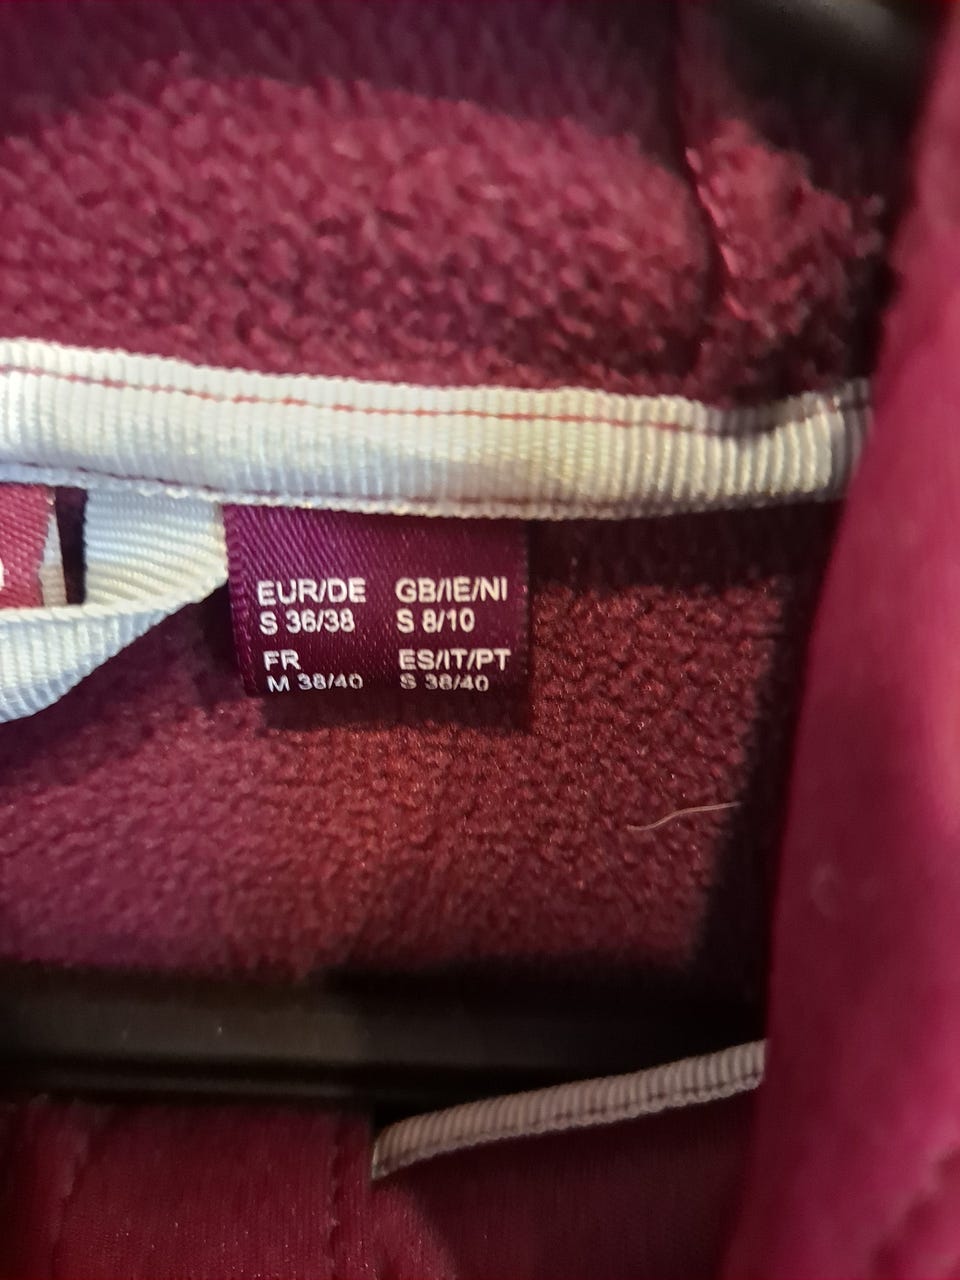 EUR/DE GB/IE/NI
S 36/38 S 8/10
FR ES/IT/PT
M 38/40 S 38/40